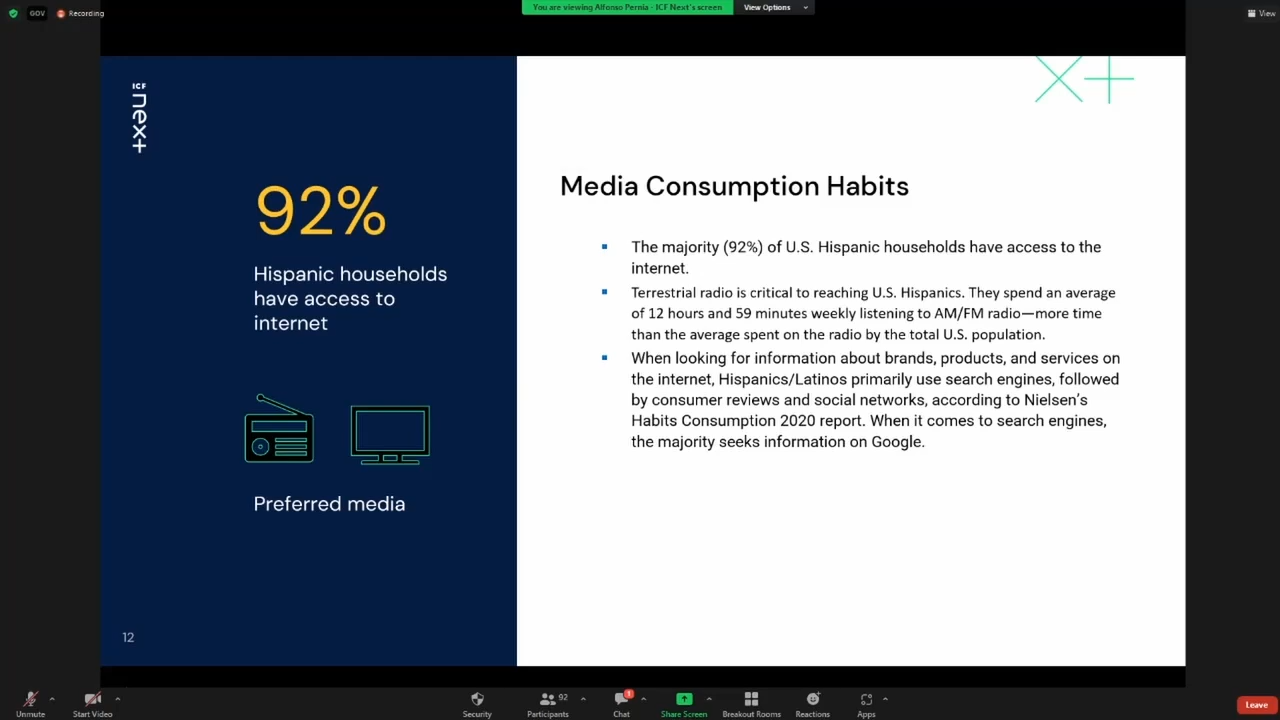 GOV
Recording
You are viewing Alfonso Pernia - ICF Next's screen
View Options
View
ICF
next
92%
Hispanic households
have access to
internet
Preferred media
12
Media Consumption Habits
The majority (92%) of U.S. Hispanic households have access to the
internet.
Terrestrial radio is critical to reaching U.S. Hispanics. They spend an average
of 12 hours and 59 minutes weekly listening to AM/FM radio—more time
than the average spent on the radio by the total U.S. population.
When looking for information about brands, products, and services on
the internet, Hispanics/Latinos primarily use search engines, followed
by consumer reviews and social networks, according to Nielsen's
Habits Consumption 2020 report. When it comes to search engines,
the majority seeks information on Google.
Unmute
Start Video
Security
Participants
92
Chat
1
Share Screen
Breakout Rooms
Reactions
Apps
Leave